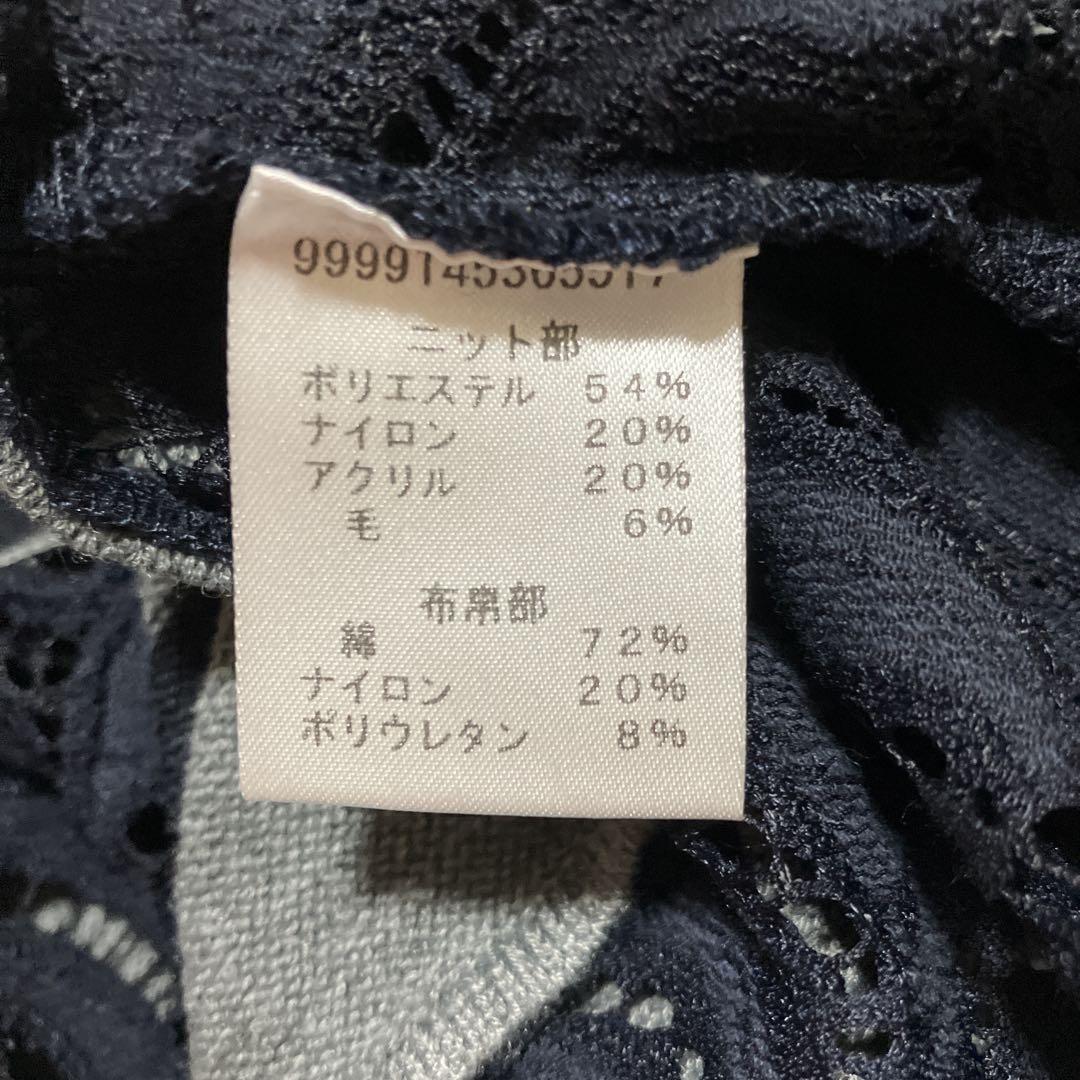 9999145305517
ニット部
ポリエステル 54%
ナイロン 20%
アクリル 20%
毛 6%
布帛部
綿 72%
ナイロン 20%
ポリウレタン 8%